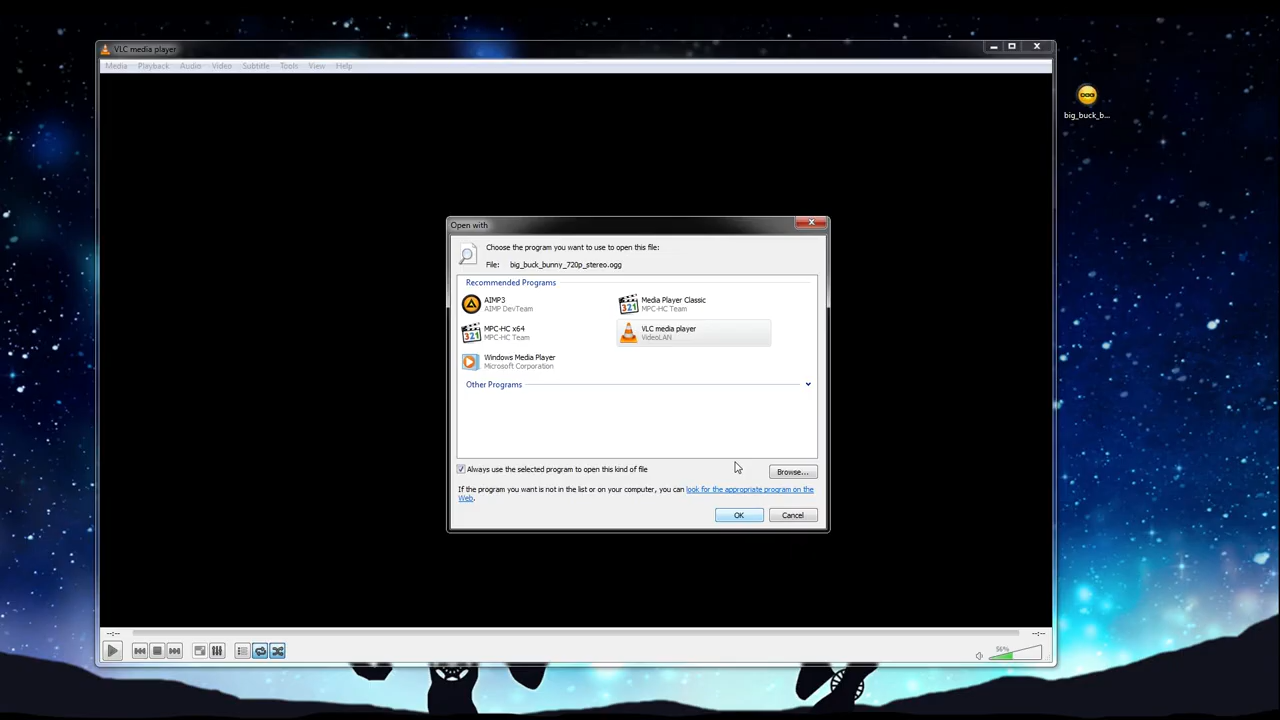 VLC media player
Media Playback Audio Video Subtitle Tools View Help
big_buck_b...
Open with
Choose the program you want to use to open this file:
File: big_buck_bunny_720p_stereo.ogg
Recommended Programs
AIMP3
AIMP DevTeam
Media Player Classic
MPC-HC Team
MPC-HC x64
MPC-HC Team
VLC media player
VideoLAN
Windows Media Player
Microsoft Corporation
Other Programs
Always use the selected program to open this kind of file
Browse...
If the program you want is not in the list or on your computer, you can look for the appropriate program on the
Web.
OK Cancel
--:-- --:--
56%